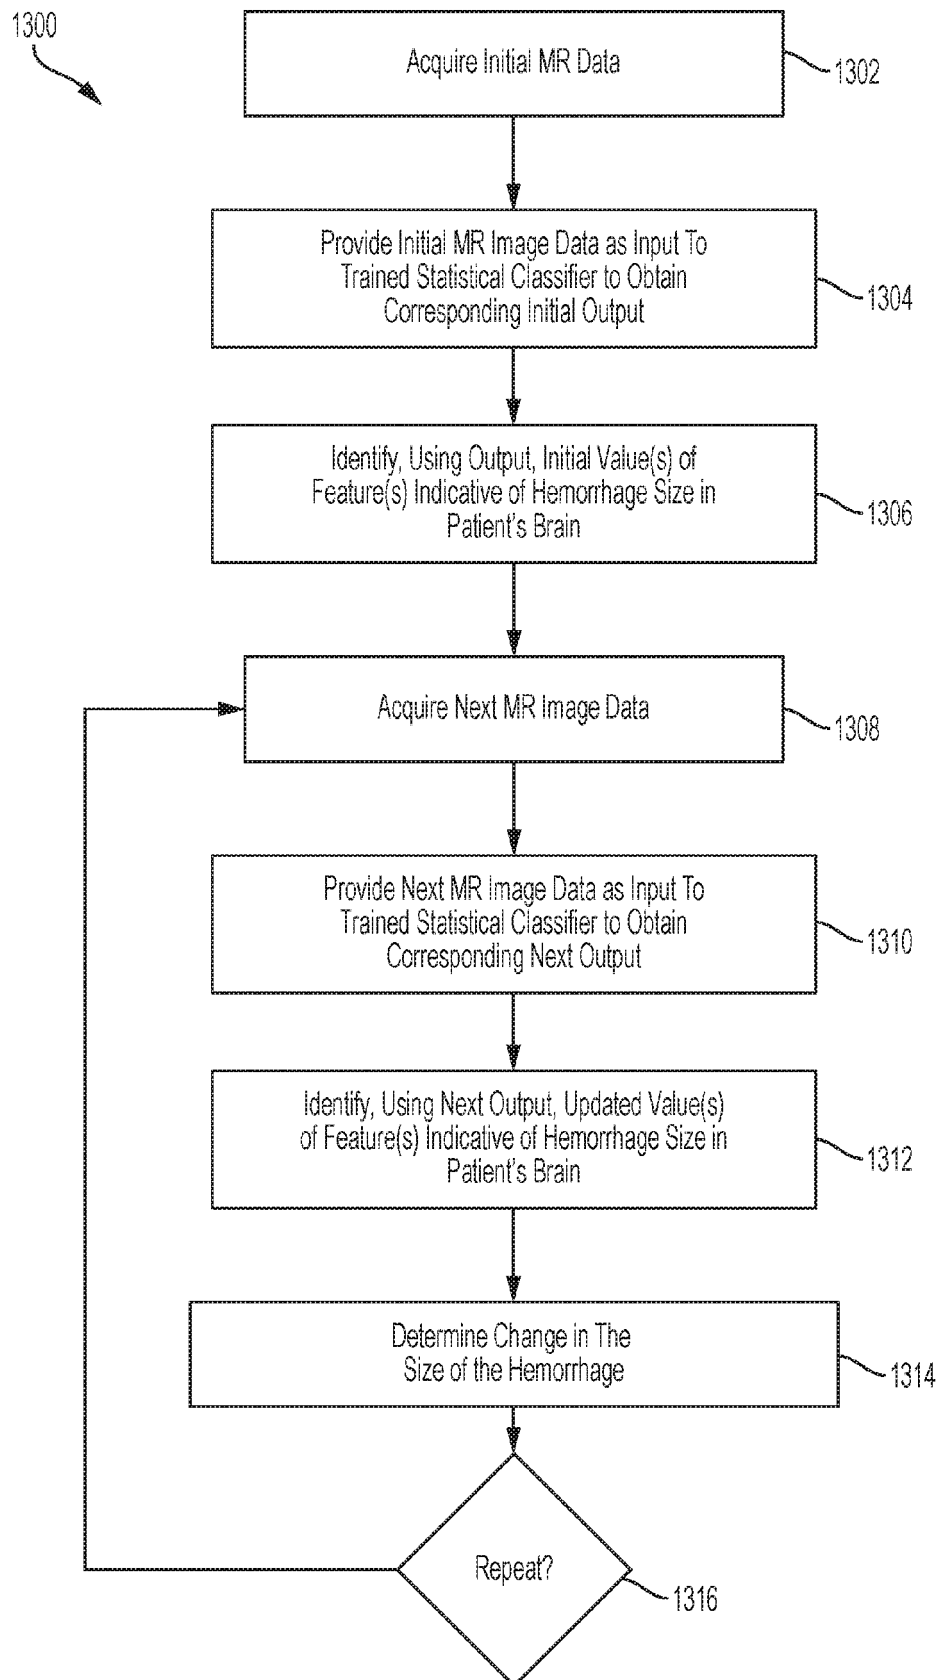 1300
Acquire Initial MR Data
1302
Provide Initial MR Image Data as Input To
Trained Statistical Classifier to Obtain
Corresponding Initial Output
1304
Identify, Using Output, Initial Value(s) of
Feature(s) Indicative of Hemorrhage Size in
Patient's Brain
1306
Acquire Next MR Image Data
1308
Provide Next MR Image Data as Input To
Trained Statistical Classifier to Obtain
Corresponding Next Output
1310
Identify, Using Next Output, Updated Value(s)
of Feature(s) Indicative of Hemorrhage Size in
Patient's Brain
1312
Determine Change in The
Size of the Hemorrhage
1314
Repeat?
1316